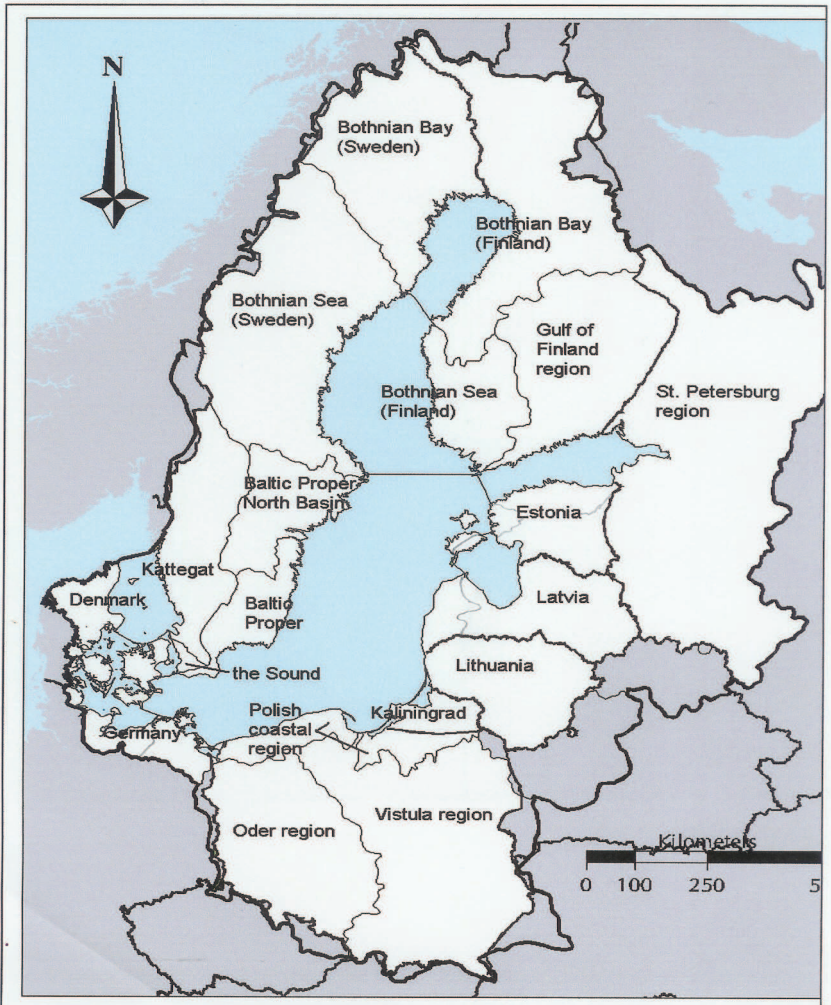 N
Bothnian Bay
(Sweden)
Bothnian Bay
(Finland)
Bothnian Sea
(Sweden)
Gulf of
Finland
region
Bothnian Sea
(Finland)
St. Petersburg
region
Baltic Proper
North Basin
Estonia
Kattegat
Denmark
Baltic
Proper
Latvia
the Sound
Lithuania
Polish
coastal
region
Kaliningrad
Germany
Oder region
Vistula region
Kilometers
0 100 250 5